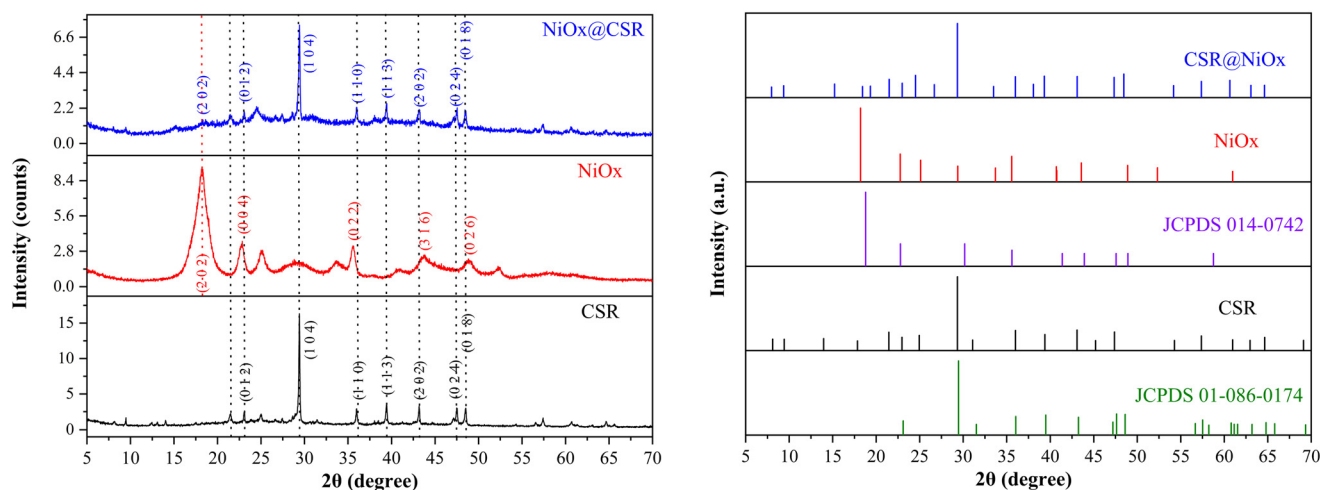 NiOx@CSR
6.6
4.4
2.2
0.0
(2 0 2)
(0 1 2)
(1 0 4)
(1 1 0)
(1 1 3)
(2 0 2)
(0 2 4)
(0 1 8)
NiOx
8.4
5.6
2.8
0.0
(2 0 2)
(0 0 4)
(0 2 2)
(3 1 6)
(0 2 6)
CSR
15
10
5
0
(0 1 2)
(1 0 4)
(1 1 0)
(1 1 3)
(2 0 2)
(0 2 4)
(0 1 8)
Intensity (counts)
5 10 15 20 25 30 35 40 45 50 55 60 65 70
2θ (degree)
CSR@NiOx
NiOx
JCPDS 014-0742
CSR
JCPDS 01-086-0174
Intensity (a.u.)
5 10 15 20 25 30 35 40 45 50 55 60 65 70
2θ (degree)